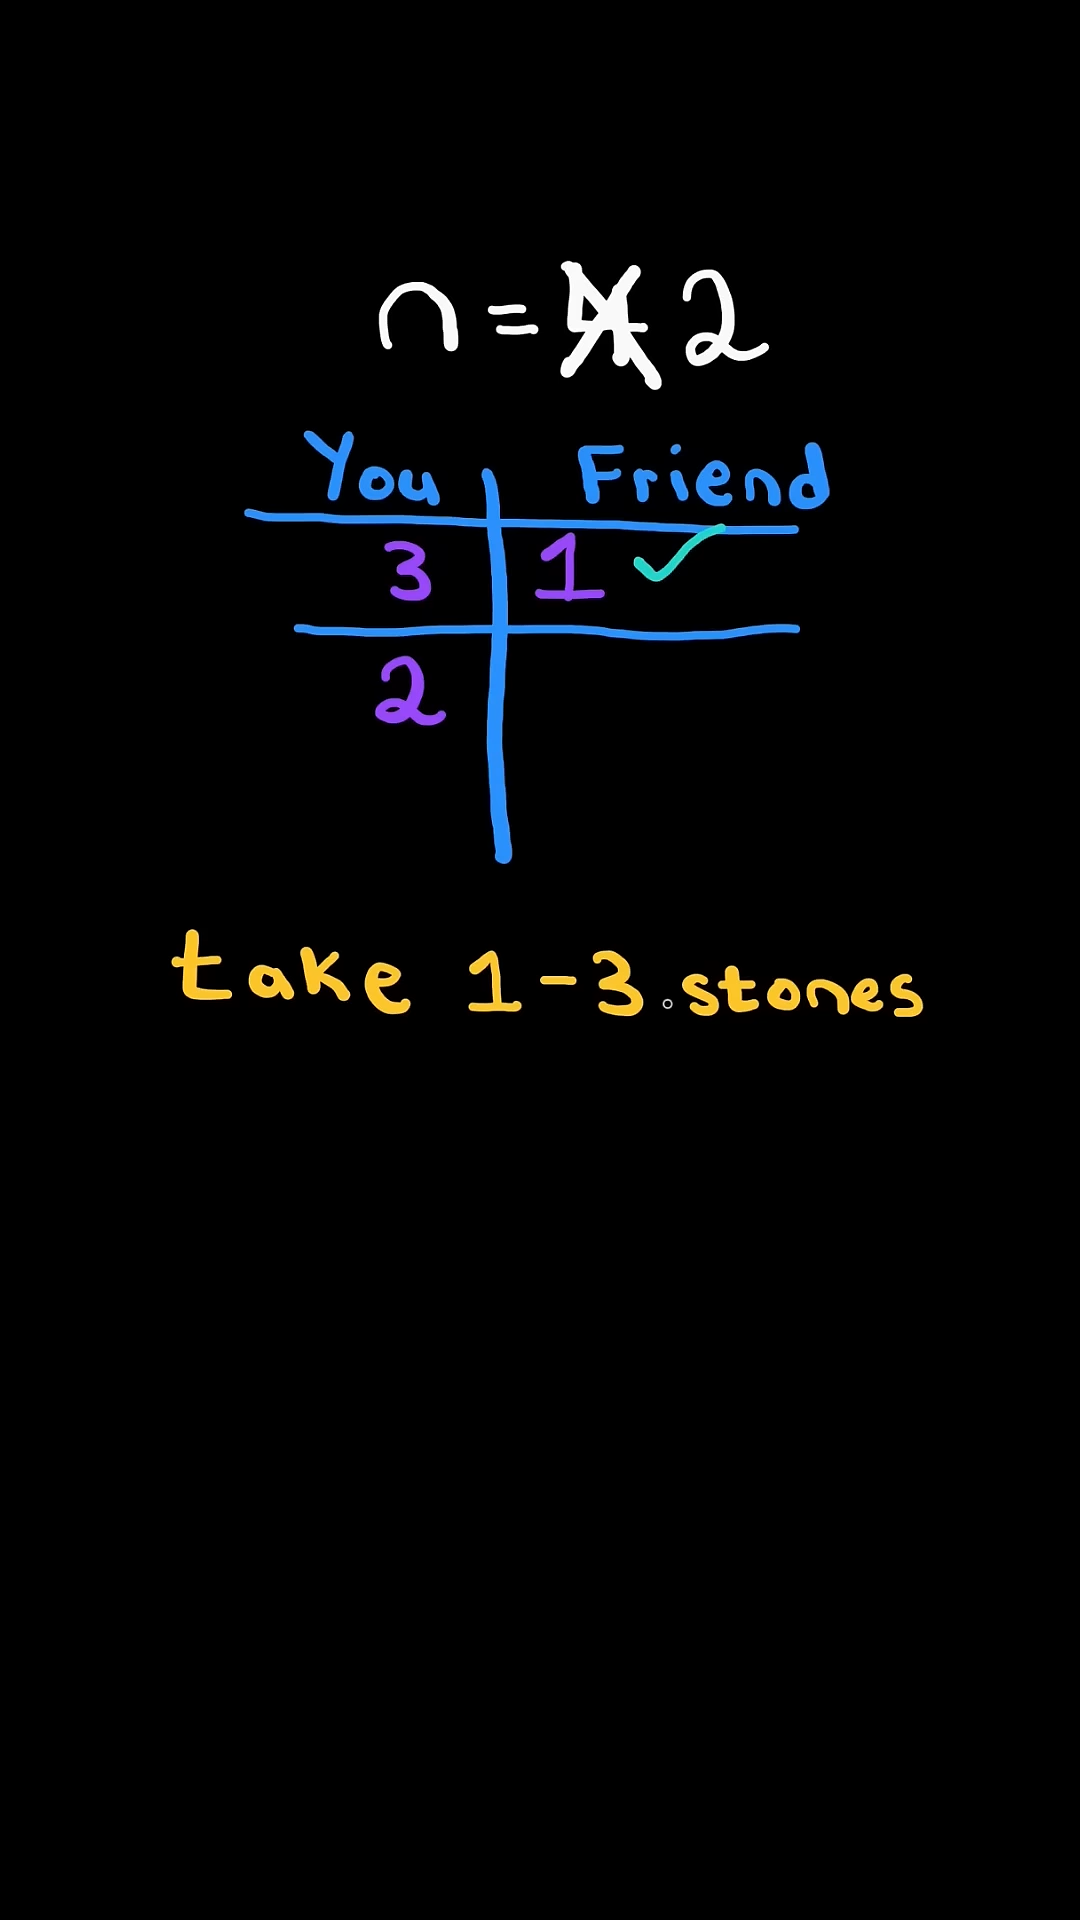 n = 4 2
You Friend
3 1 ✓
2
take 1-3 stones